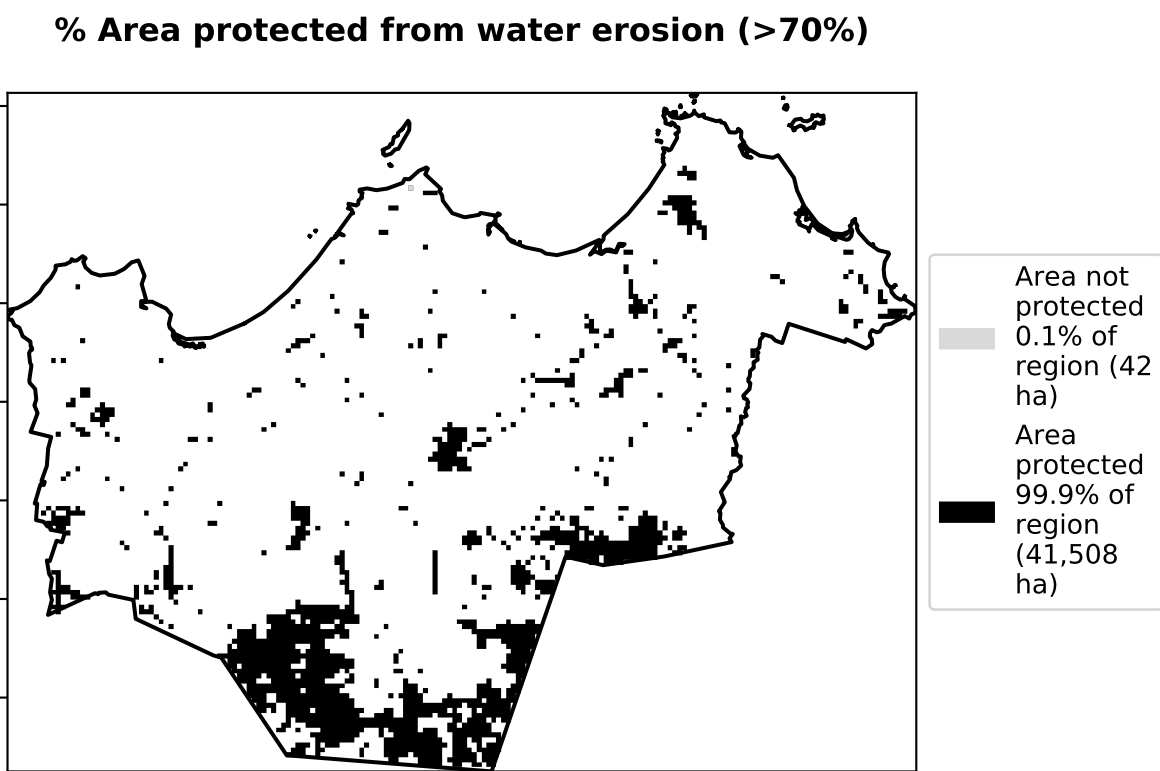 % Area protected from water erosion (>70%)
Area not
protected
0.1% of
region (42
ha)
Area
protected
99.9% of
region
(41,508
ha)